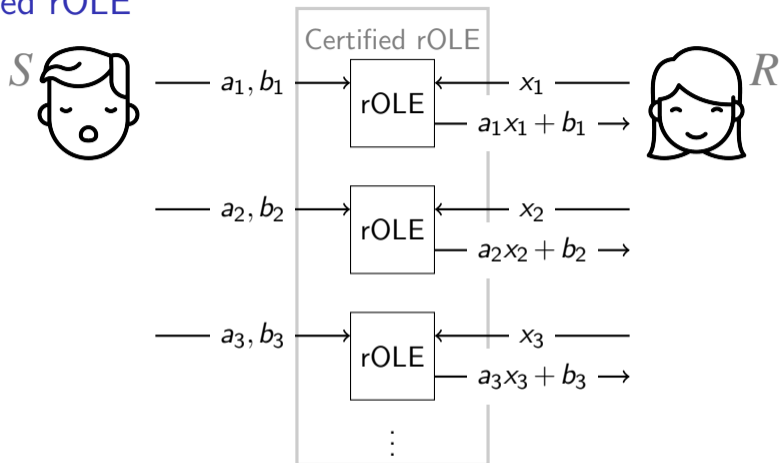 ed rOLE
Certified rOLE
S R
a₁, b₁ rOLE x₁
a₁x₁ + b₁
a₂, b₂ rOLE x₂
a₂x₂ + b₂
a₃, b₃ rOLE x₃
a₃x₃ + b₃
⋮